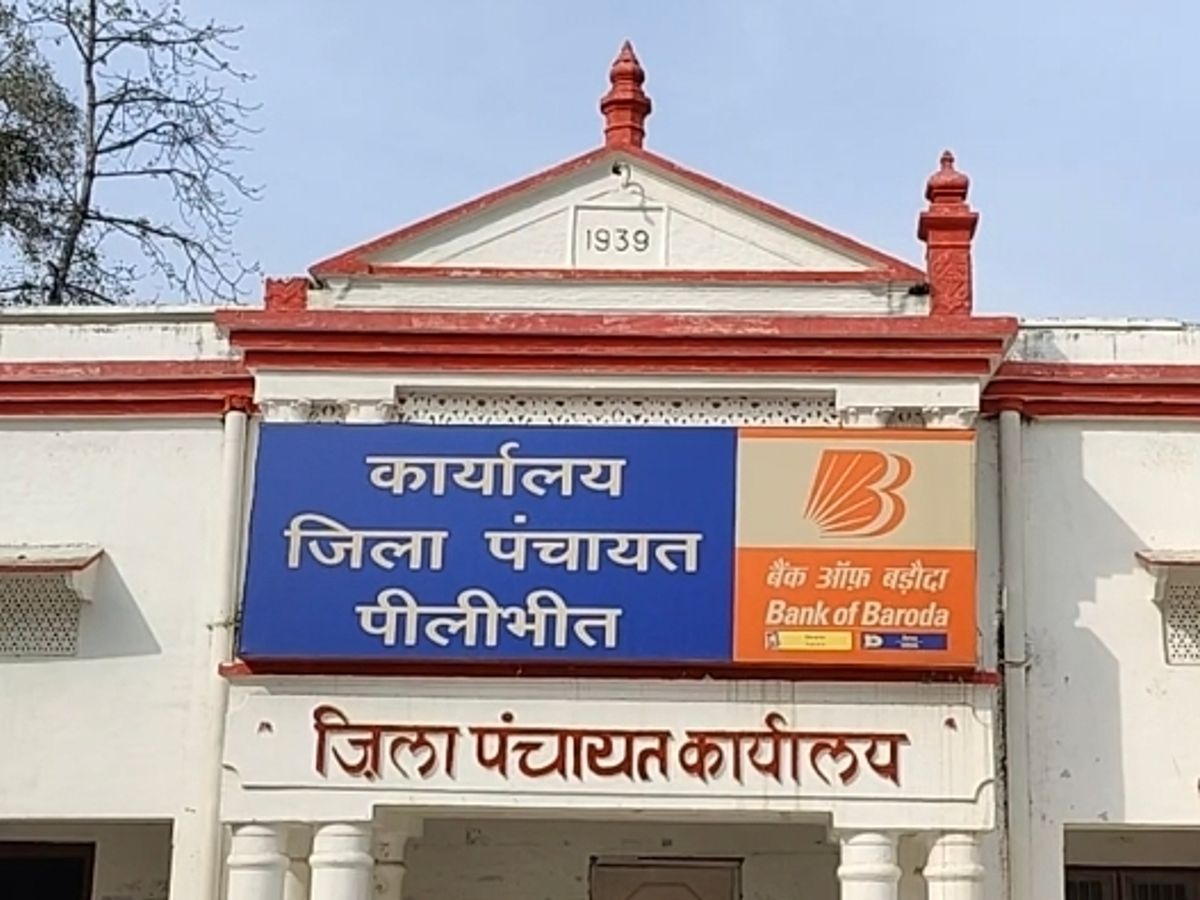 1939
कार्यालय
जिला पंचायत
पीलीभीत
बैंक ऑफ़ बड़ौदा
Bank of Baroda
ज़िला पंचायत कार्यालय